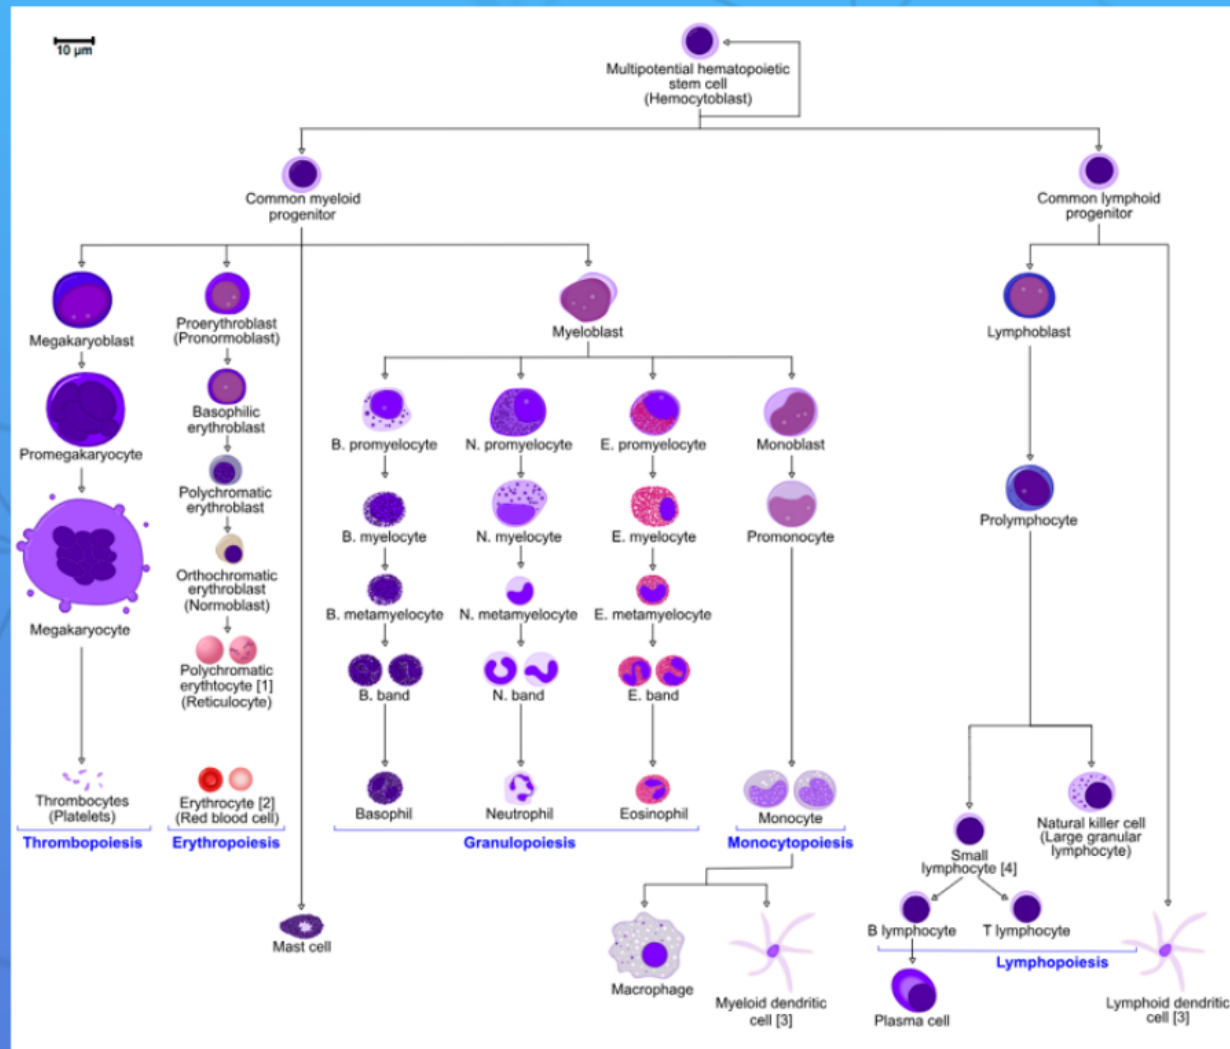 10 µm
Multipotential hematopoietic
stem cell
(Hemocytoblast)
Common myeloid
progenitor
Common lymphoid
progenitor
Megakaryoblast
Proerythroblast
(Pronormoblast)
Myeloblast
Lymphoblast
Promegakaryocyte
Basophilic
erythroblast
B. promyelocyte
N. promyelocyte
E. promyelocyte
Monoblast
Polychromatic
erythroblast
B. myelocyte
N. myelocyte
E. myelocyte
Promonocyte
Prolymphocyte
Orthochromatic
erythroblast
(Normoblast)
B. metamyelocyte
N. metamyelocyte
E. metamyelocyte
Megakaryocyte
Polychromatic
erythtocyte [1]
(Reticulocyte)
B. band
N. band
E. band
Thrombocytes
(Platelets)
Erythrocyte [2]
(Red blood cell)
Basophil
Neutrophil
Eosinophil
Monocyte
Natural killer cell
(Large granular
lymphocyte)
Thrombopoiesis
Erythropoiesis
Granulopoiesis
Monocytopoiesis
Small
lymphocyte [4]
Mast cell
B lymphocyte
T lymphocyte
Lymphopoiesis
Macrophage
Myeloid dendritic
cell [3]
Plasma cell
Lymphoid dendritic
cell [3]